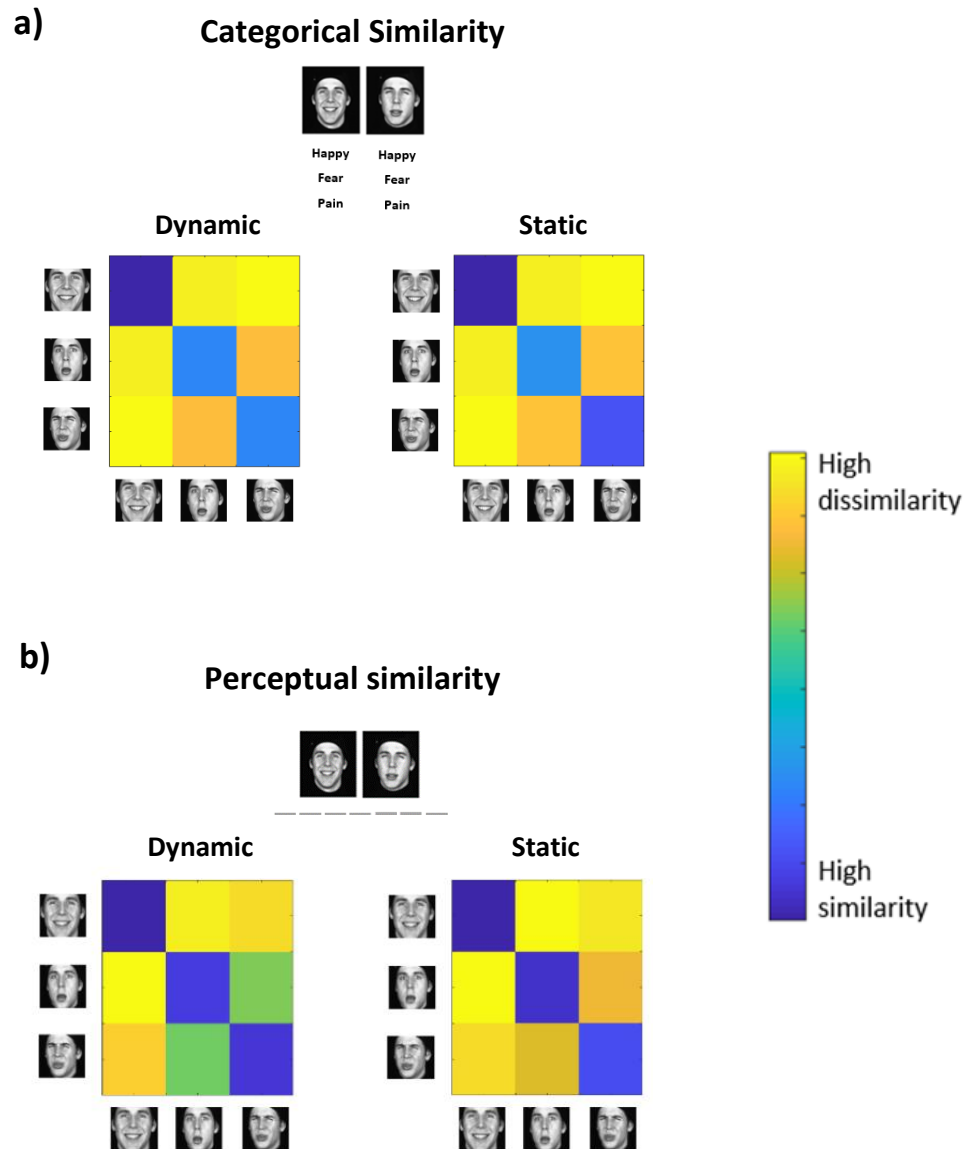 a)
Categorical Similarity
Happy Happy
Fear Fear
Pain Pain
Dynamic
Static
High
dissimilarity
High
similarity
b)
Perceptual similarity
Dynamic
Static